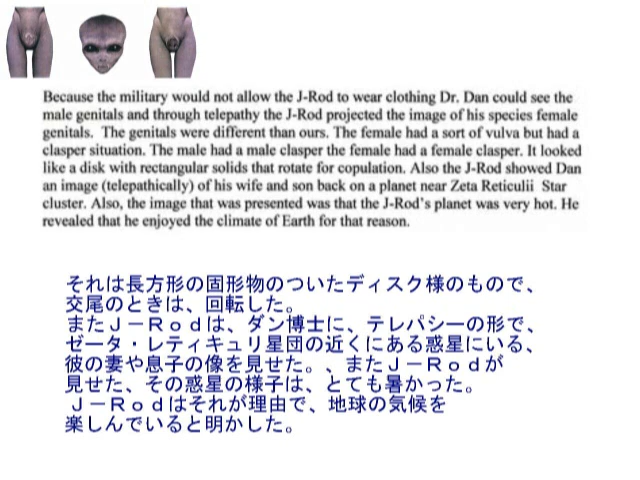 Because the military would not allow the J-Rod to wear clothing Dr. Dan could see the
male genitals and through telepathy the J-Rod projected the image of his species female
genitals.  The genitals were different than ours. The female had a sort of vulva but had a
clasper situation. The male had a male clasper the female had a female clasper. It looked
like a disk with rectangular solids that rotate for copulation. Also the J-Rod showed Dan
an image (telepathically) of his wife and son back on a planet near Zeta Reticulii  Star
cluster. Also, the image that was presented was that the J-Rod's planet was very hot. He
revealed that he enjoyed the climate of Earth for that reason.
それは長方形の固形物のついたディスク様のもので、
交尾のときは、回転した。
またＪ－Ｒｏｄは、ダン博士に、テレパシーの形で、
ゼータ・レティキュリ星団の近くにある惑星にいる、
彼の妻や息子の像を見せた。、またＪ－Ｒｏｄが
見せた、その惑星の様子は、とても暑かった。
Ｊ－Ｒｏｄはそれが理由で、地球の気候を
楽しんでいると明かした。